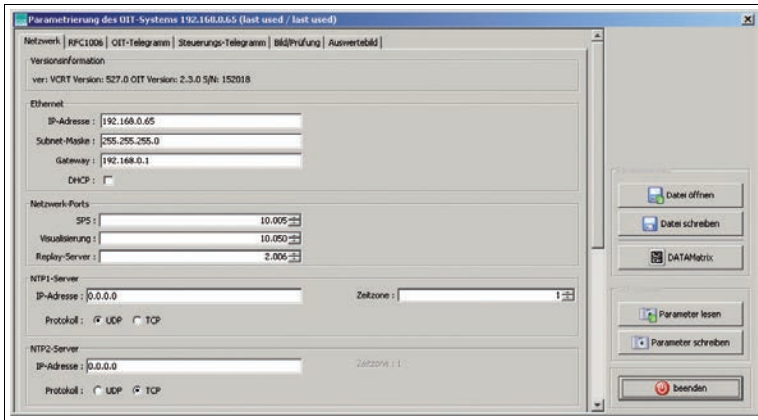 Parametrierung des OIT-Systems 192.168.0.65 (last used / last used)
Netzwerk RFC1006 OIT-Telegramm Steuerungs-Telegramm Bild/Prüfung Auswertebild
Versionsinformation
ver: VCRT Version: 527.0 OIT Version: 2.3.0 S/N: 152018
Ethernet
IP-Adresse : 192.168.0.65
Subnet-Maske : 255.255.255.0
Gateway : 192.168.0.1
DHCP :
Netzwerk-Ports
SPS : 10.005
Visualisierung : 10.050
Replay-Server : 2.006
NTP1-Server
IP-Adresse : 0.0.0.0 Zeitzone : 1
Protokoll : UDP TCP
NTP2-Server
IP-Adresse : 0.0.0.0 Zeitzone : 1
Protokoll : UDP TCP
Datei öffnen
Datei schreiben
DATAMatrix
Parameter lesen
Parameter schreiben
beenden